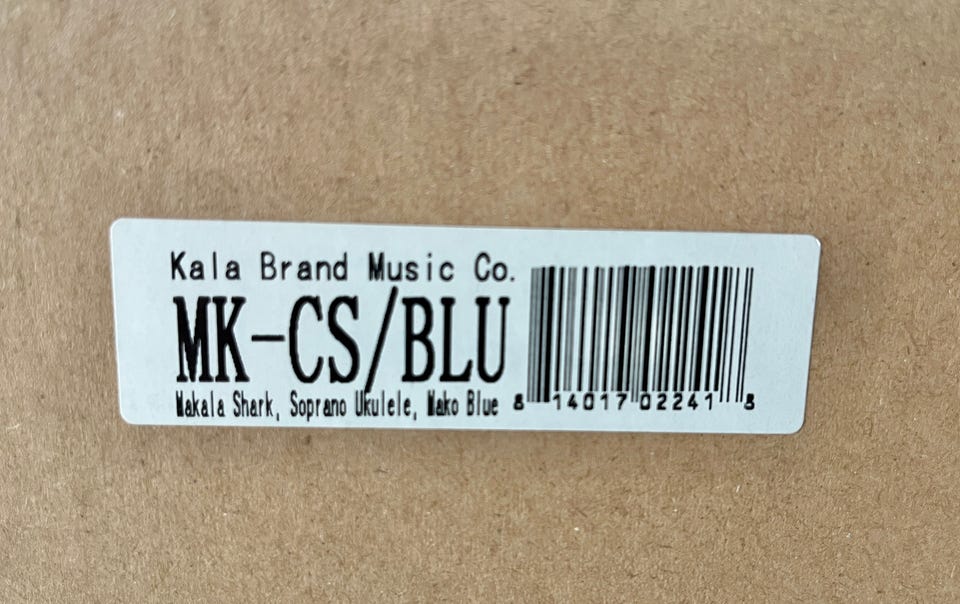 Kala Brand Music Co.
MK-CS/BLU
Makala Shark, Soprano Ukulele, Mako Blue
8 14017 02241 8